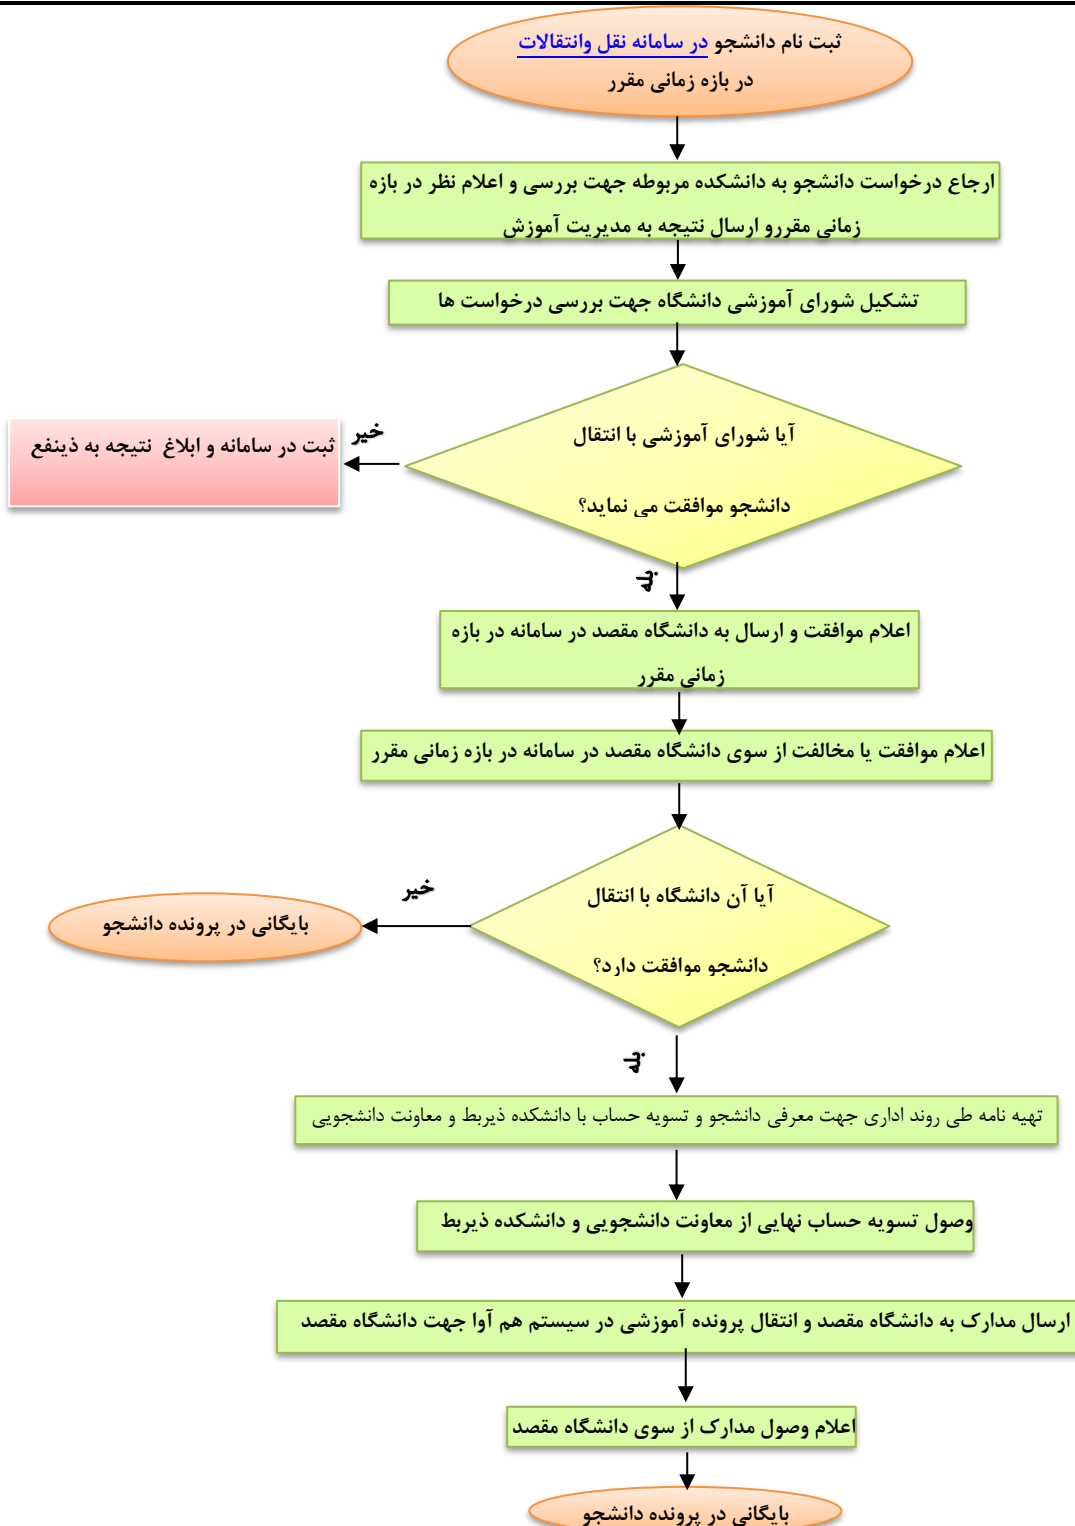 ثبت نام دانشجو در سامانه نقل وانتقالات
در بازه زمانی مقرر
ارجاع درخواست دانشجو به دانشکده مربوطه جهت بررسی و اعلام نظر در بازه
زمانی مقررو ارسال نتیجه به مدیریت آموزش
تشکیل شورای آموزشی دانشگاه جهت بررسی درخواست ها
آیا شورای آموزشی با انتقال
دانشجو موافقت می نماید؟
خیر
ثبت در سامانه و ابلاغ نتیجه به ذینفع
بله
اعلام موافقت و ارسال به دانشگاه مقصد در سامانه در بازه
زمانی مقرر
اعلام موافقت یا مخالفت از سوی دانشگاه مقصد در سامانه در بازه زمانی مقرر
آیا آن دانشگاه با انتقال
دانشجو موافقت دارد؟
خیر
بایگانی در پرونده دانشجو
بله
تهیه نامه طی روند اداری جهت معرفی دانشجو و تسویه حساب با دانشکده ذیربط و معاونت دانشجویی
وصول تسویه حساب نهایی از معاونت دانشجویی و دانشکده ذیربط
ارسال مدارک به دانشگاه مقصد و انتقال پرونده آموزشی در سیستم هم آوا جهت دانشگاه مقصد
اعلام وصول مدارک از سوی دانشگاه مقصد
بایگانی در پرونده دانشجو